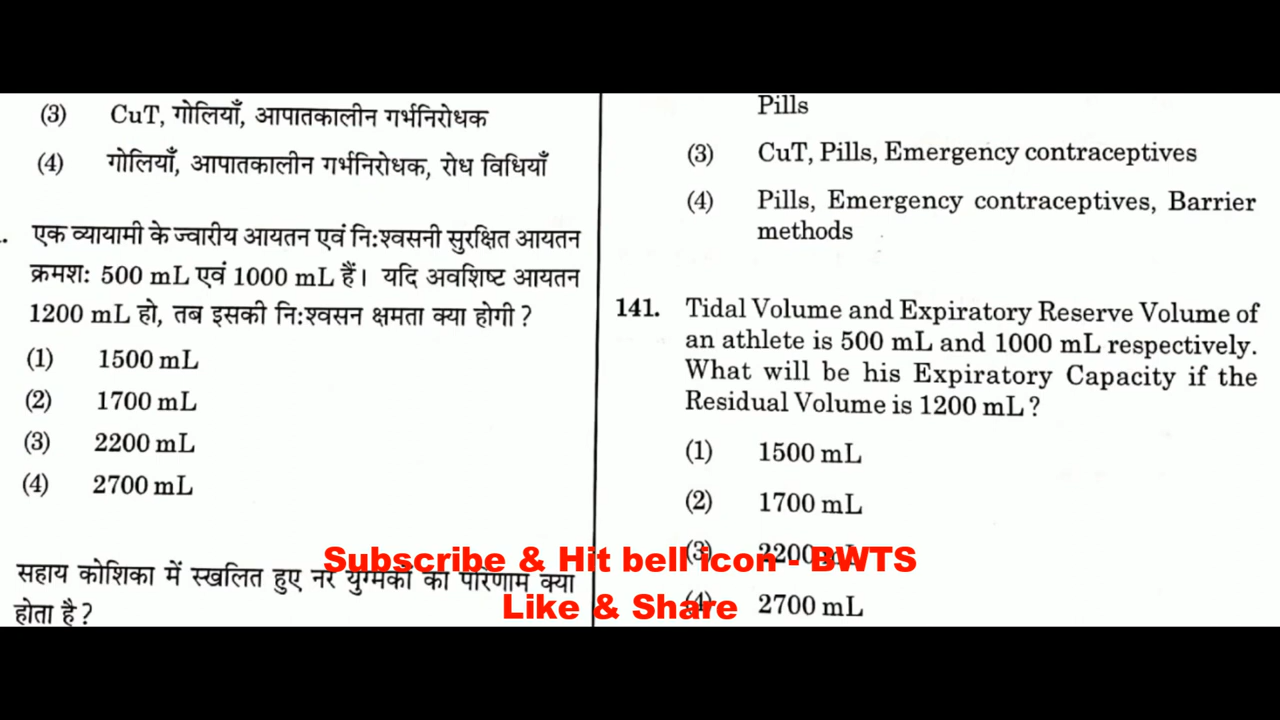 (3) CuT, गोलियाँ, आपातकालीन गर्भनिरोधक
(4) गोलियाँ, आपातकालीन गर्भनिरोधक, रोध विधियाँ
. एक व्यायामी के ज्वारीय आयतन एवं नि:श्वसनी सुरक्षित आयतन
क्रमश: 500 mL एवं 1000 mL हैं। यदि अवशिष्ट आयतन
1200 mL हो, तब इसकी नि:श्वसन क्षमता क्या होगी ?
(1) 1500 mL
(2) 1700 mL
(3) 2200 mL
(4) 2700 mL
सहाय कोशिका में स्खलित हुए नर युग्मकों का परिणाम क्या
होता है ?
Pills
(3) CuT, Pills, Emergency contraceptives
(4) Pills, Emergency contraceptives, Barrier
methods
141. Tidal Volume and Expiratory Reserve Volume of
an athlete is 500 mL and 1000 mL respectively.
What will be his Expiratory Capacity if the
Residual Volume is 1200 mL ?
(1) 1500 mL
(2) 1700 mL
(3) 2200 mL
(4) 2700 mL
Subscribe & Hit bell icon - BWTS
Like & Share